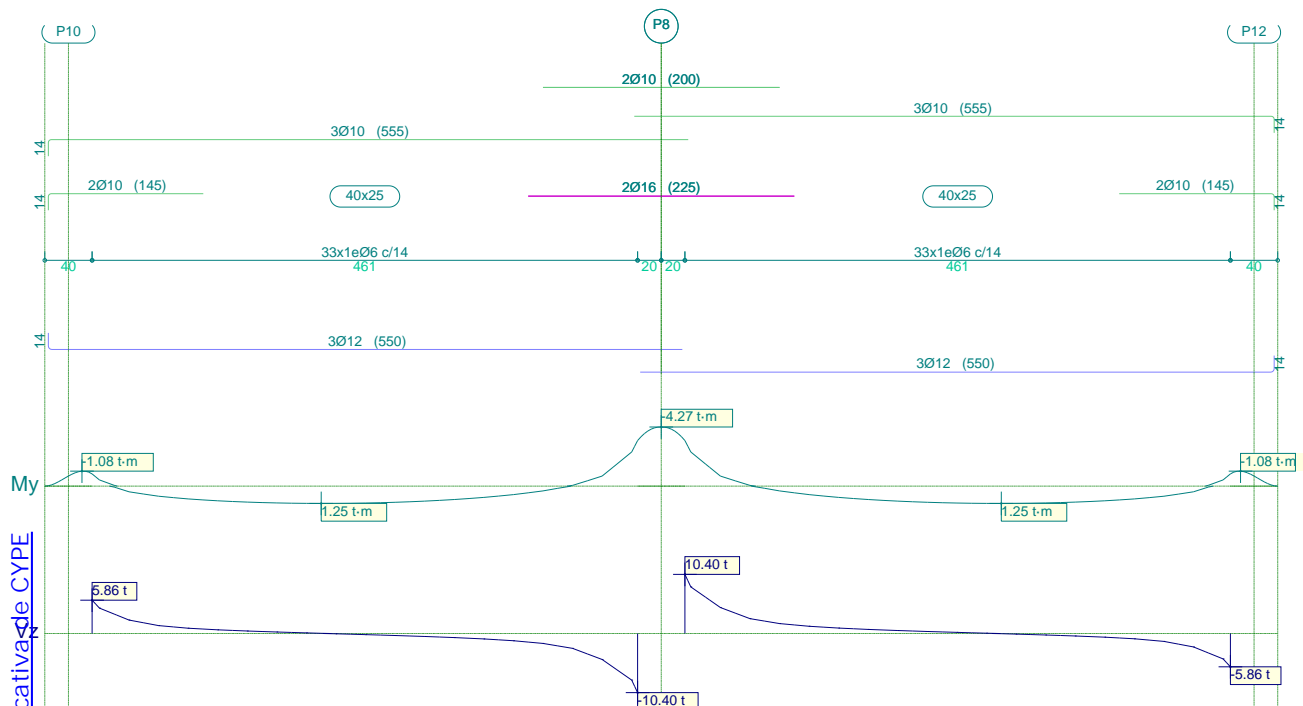 P10 P8 P12
2Ø10 (200)
3Ø10 (555)
14
3Ø10 (555)
14
2Ø10 (145) 40x25 2Ø16 (225) 40x25 2Ø10 (145)
14 14
33x1eØ6 c/14 33x1eØ6 c/14
40 461 20 20 461 40
3Ø12 (550)
14
3Ø12 (550)
14
-4.27 t·m
-1.08 t·m -1.08 t·m
My
1.25 t·m 1.25 t·m
cativa de CYPE
10.40 t
5.86 t
-5.86 t
-10.40 t